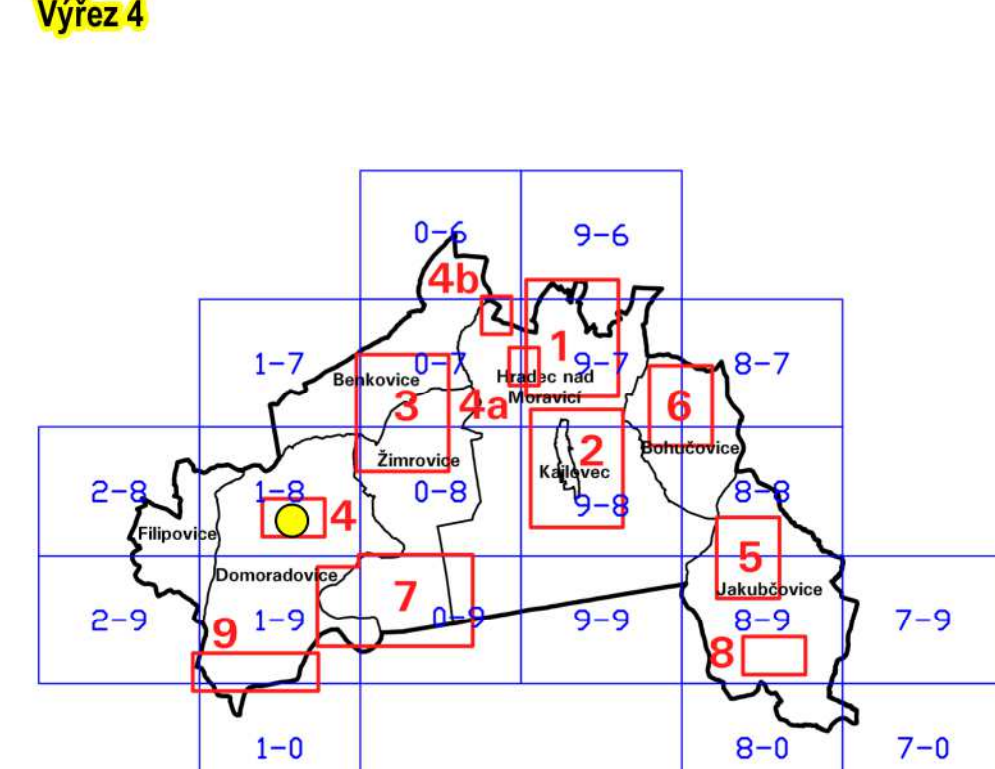 Výřez 4
0-6
9-6
4b
1
1-7
0-7
9-7
8-7
Benkovice
Hradec nad
Moravicí
3
4a
6
Bohučovice
Žimrovice
2
Kajlovec
2-8
1-8
0-8
9-8
8-8
4
Filipovice
5
Domoradovice
Jakubčovice
7
2-9
1-9
0-9
9-9
8-9
7-9
9
8
1-0
8-0
7-0